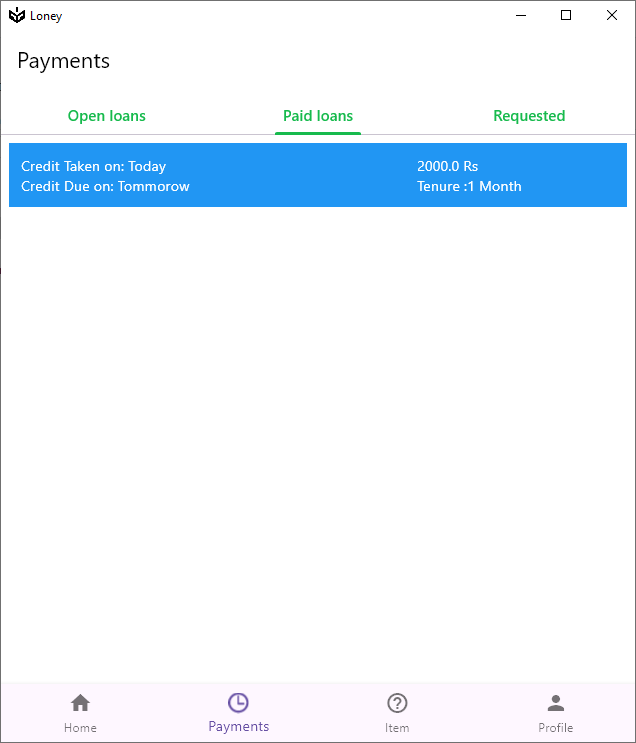 Loney
Payments
Open loans
Paid loans
Requested
Credit Taken on: Today
2000.0 Rs
Credit Due on: Tommorow
Tenure :1 Month
Home
Payments
Item
Profile